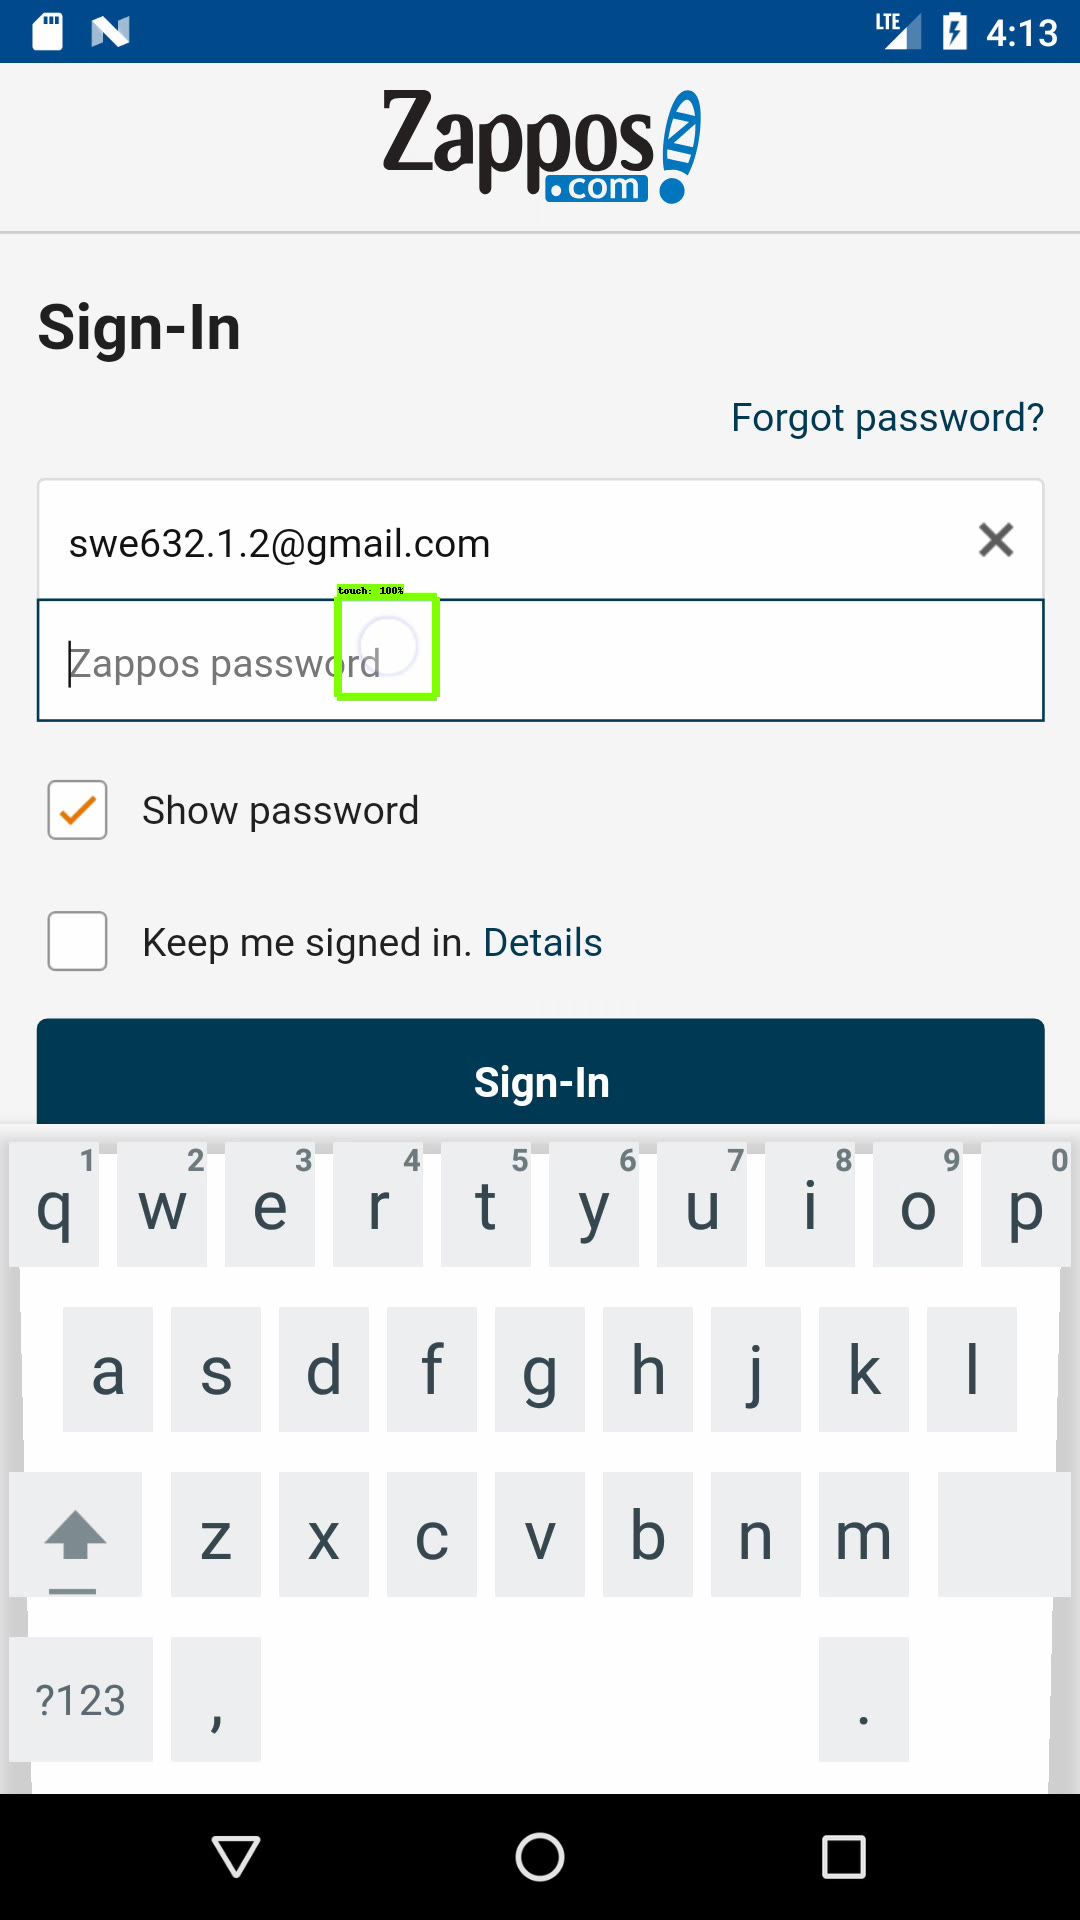 LTE 4:13
Zappos
.com
Sign-In
Forgot password?
swe632.1.2@gmail.com
touch: 100%
Zappos password
Show password
Keep me signed in. Details
Sign-In
1 2 3 4 5 6 7 8 9 0
q w e r t y u i o p
a s d f g h j k l
z x c v b n m
?123 , .